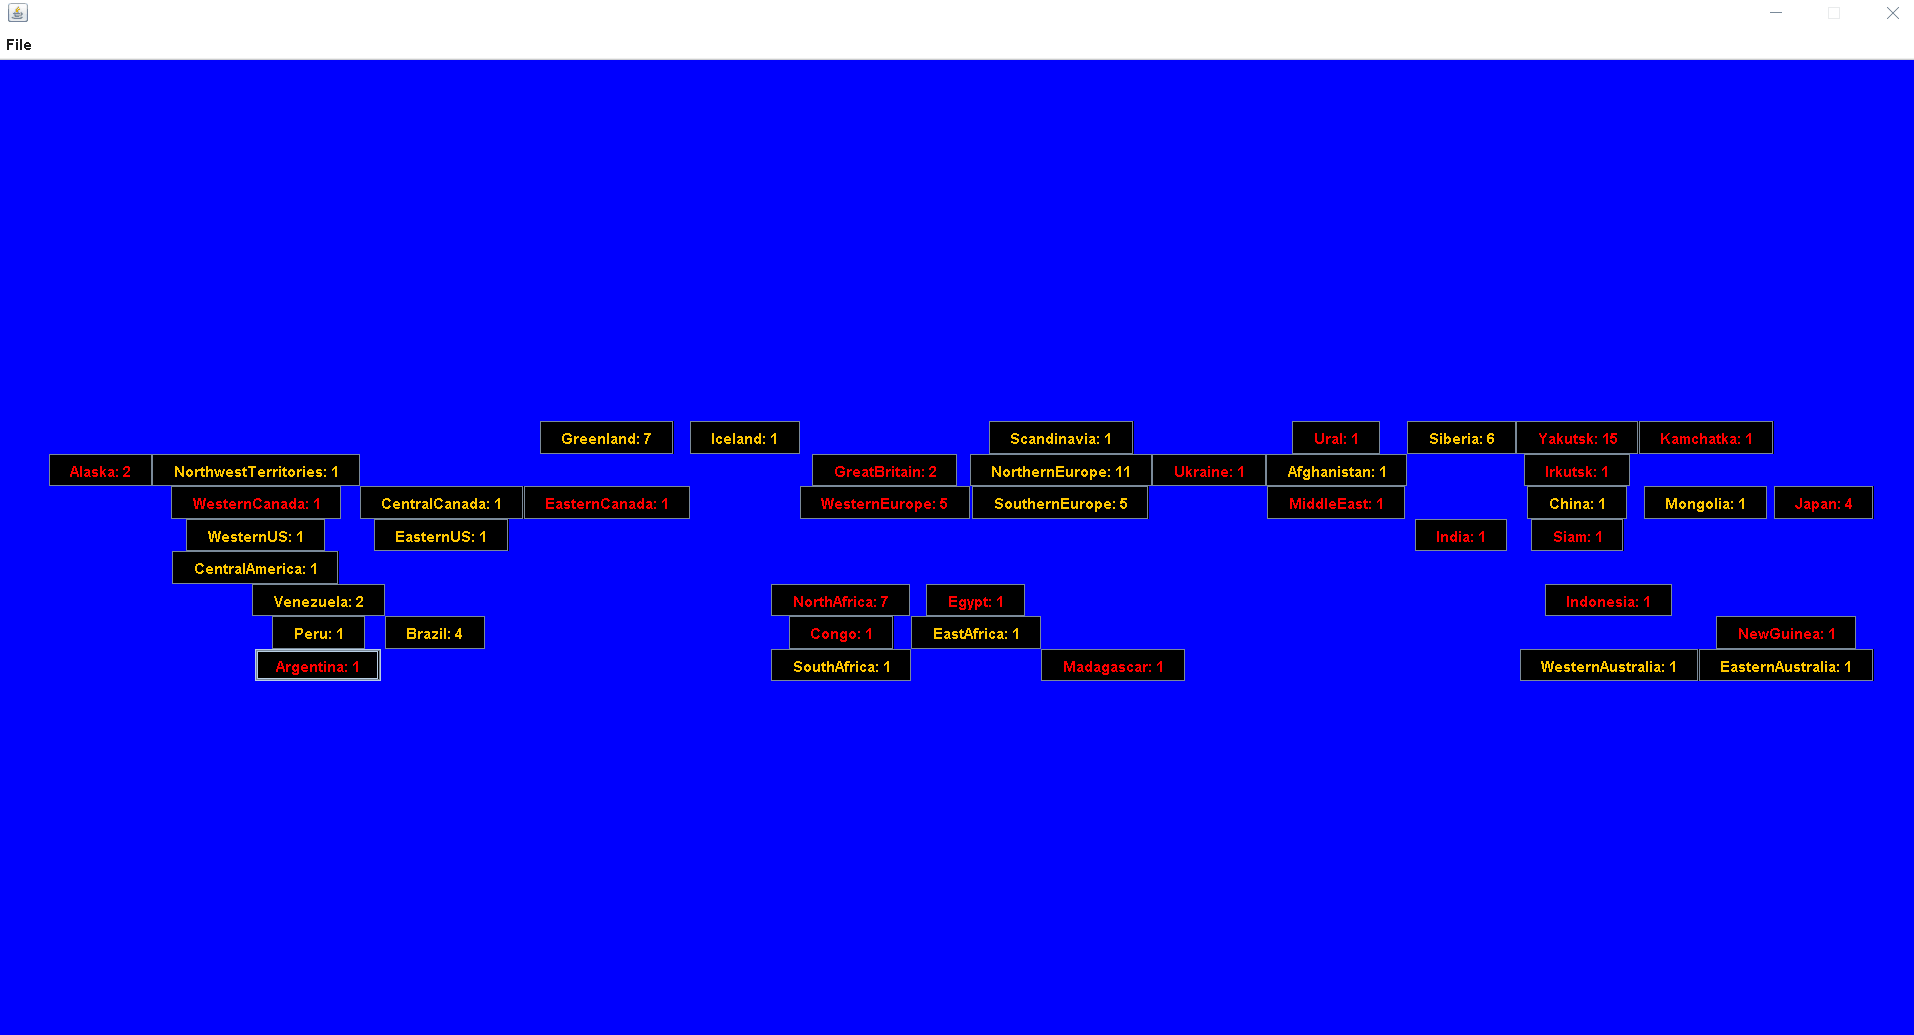 File
Greenland: 7 Iceland: 1 Scandinavia: 1 Ural: 1 Siberia: 6 Yakutsk: 15 Kamchatka: 1
Alaska: 2 NorthwestTerritories: 1 GreatBritain: 2 NorthernEurope: 11 Ukraine: 1 Afghanistan: 1 Irkutsk: 1
WesternCanada: 1 CentralCanada: 1 EasternCanada: 1 WesternEurope: 5 SouthernEurope: 5 MiddleEast: 1 China: 1 Mongolia: 1 Japan: 4
WesternUS: 1 EasternUS: 1 India: 1 Siam: 1
CentralAmerica: 1
Venezuela: 2 NorthAfrica: 7 Egypt: 1 Indonesia: 1
Peru: 1 Brazil: 4 Congo: 1 EastAfrica: 1 NewGuinea: 1
Argentina: 1 SouthAfrica: 1 Madagascar: 1 WesternAustralia: 1 EasternAustralia: 1